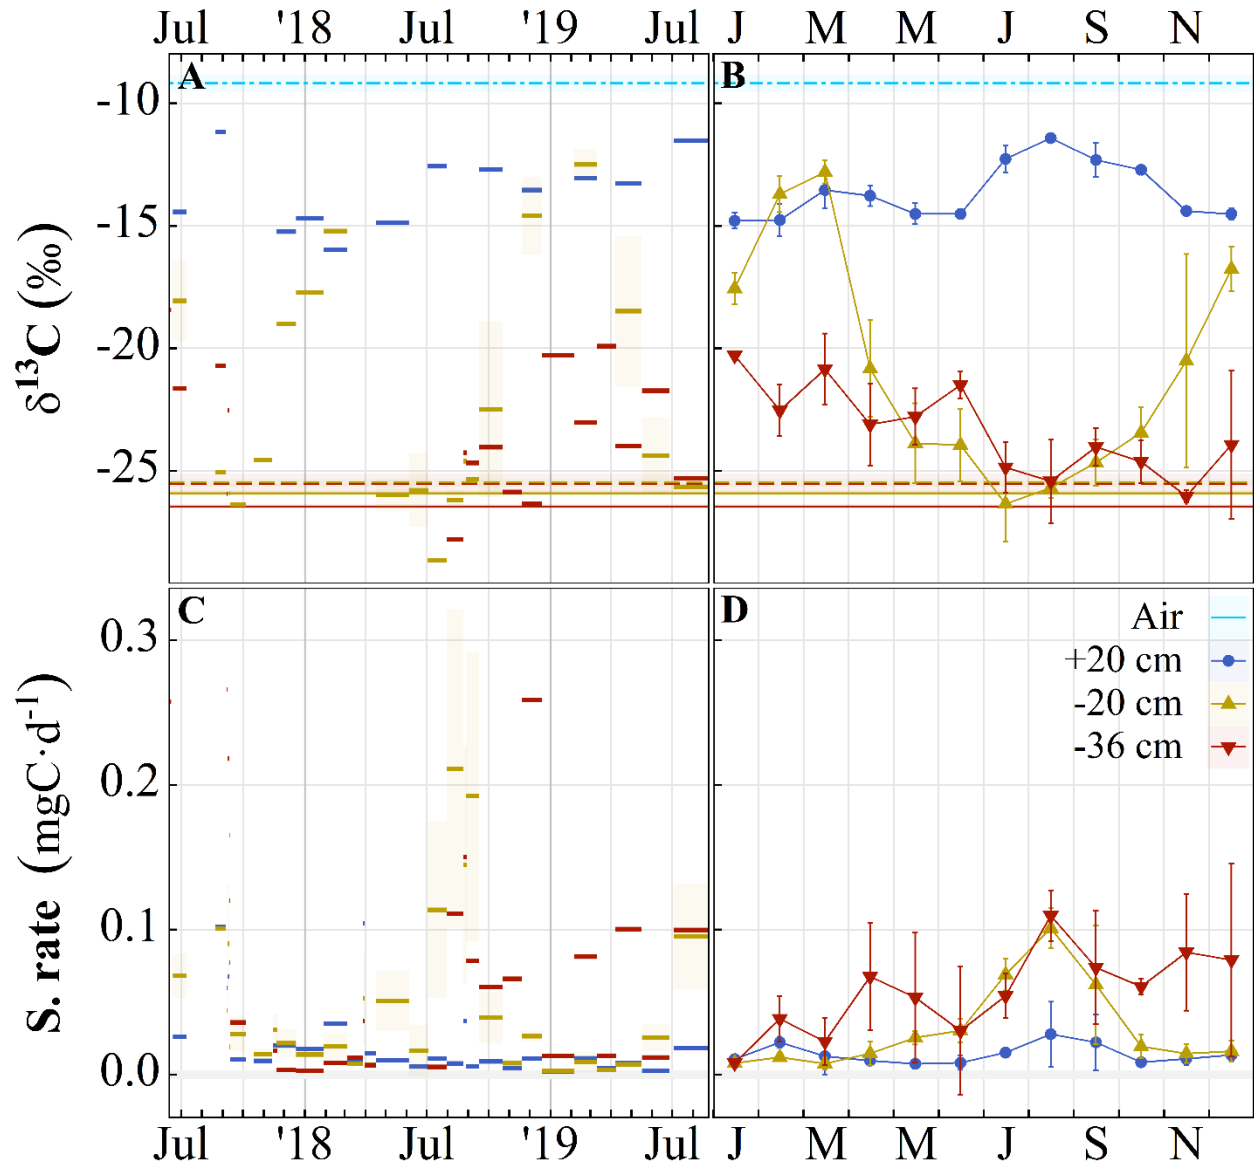 Jul '18 Jul '19 Jul J M M J S N
A B
-10
-15
-20
-25
δ¹³C (‰)
C D
0.3
0.2
0.1
0.0
S. rate (mgC·d⁻¹)
Air
+20 cm
-20 cm
-36 cm
Jul '18 Jul '19 Jul J M M J S N